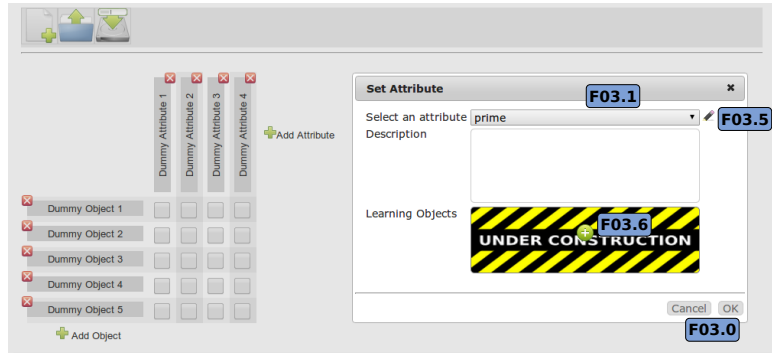 Set Attribute
F03.1
Select an attribute prime
F03.5
Description
Learning Objects
F03.6
UNDER CONSTRUCTION
Cancel OK
F03.0
Dummy Attribute 1
Dummy Attribute 2
Dummy Attribute 3
Dummy Attribute 4
Add Attribute
Dummy Object 1
Dummy Object 2
Dummy Object 3
Dummy Object 4
Dummy Object 5
Add Object